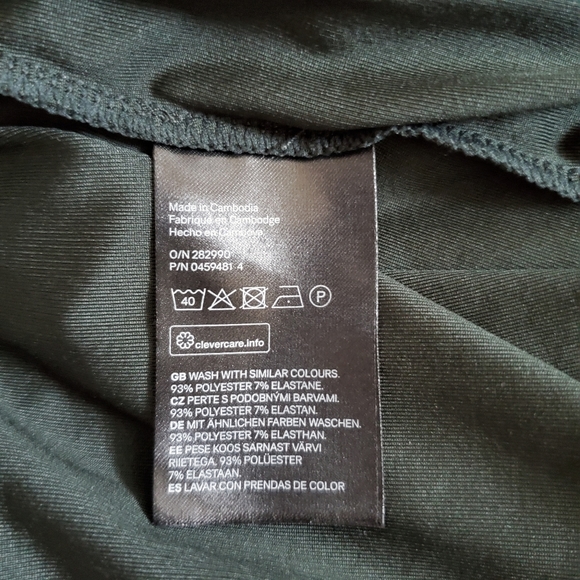 Made in Cambodia
Fabriqué en Cambodge
Hecho en Camboya
O/N 282990
P/N 0459481 4
40 P
clevercare.info
GB WASH WITH SIMILAR COLOURS.
93% POLYESTER 7% ELASTANE.
CZ PERTE S PODOBNÝMI BARVAMI.
93% POLYESTER 7% ELASTAN.
DE MIT ÄHNLICHEN FARBEN WASCHEN.
93% POLYESTER 7% ELASTHAN.
EE PESE KOOS SARNAST VÄRVI
RIIETEGA. 93% POLÜESTER
7% ELASTAAN.
ES LAVAR CON PRENDAS DE COLOR